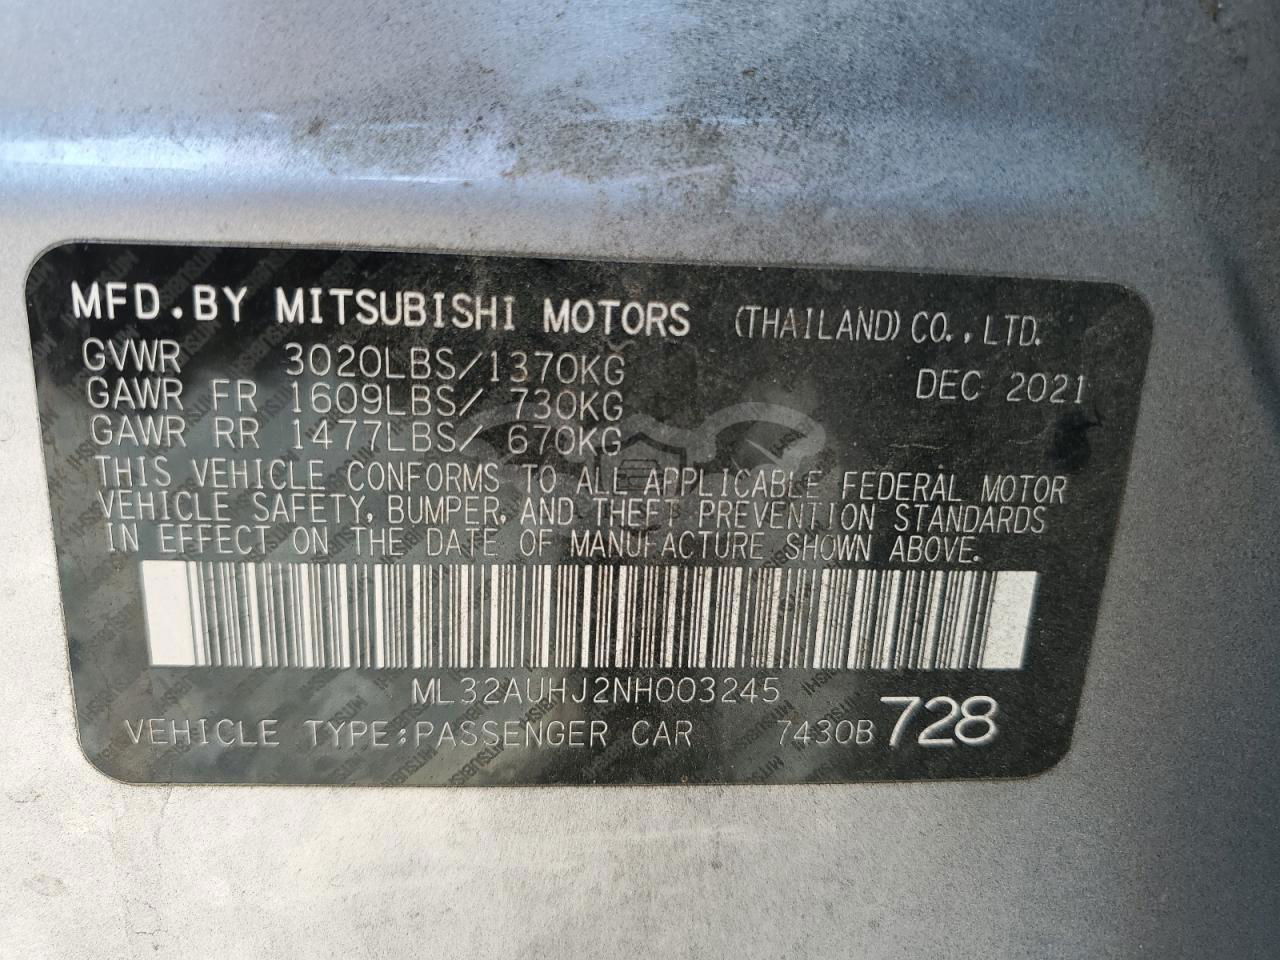 MFD.BY MITSUBISHI MOTORS (THAILAND) CO., LTD.
GVWR 3020LBS/1370KG DEC 2021
GAWR FR 1609LBS/ 730KG
GAWR RR 1477LBS/ 670KG
THIS VEHICLE CONFORMS TO ALL APPLICABLE FEDERAL MOTOR
VEHICLE SAFETY, BUMPER, AND THEFT PREVENTION STANDARDS
IN EFFECT ON THE DATE OF MANUFACTURE SHOWN ABOVE.
ML32AUHJ2NH003245
VEHICLE TYPE:PASSENGER CAR 7430B 728